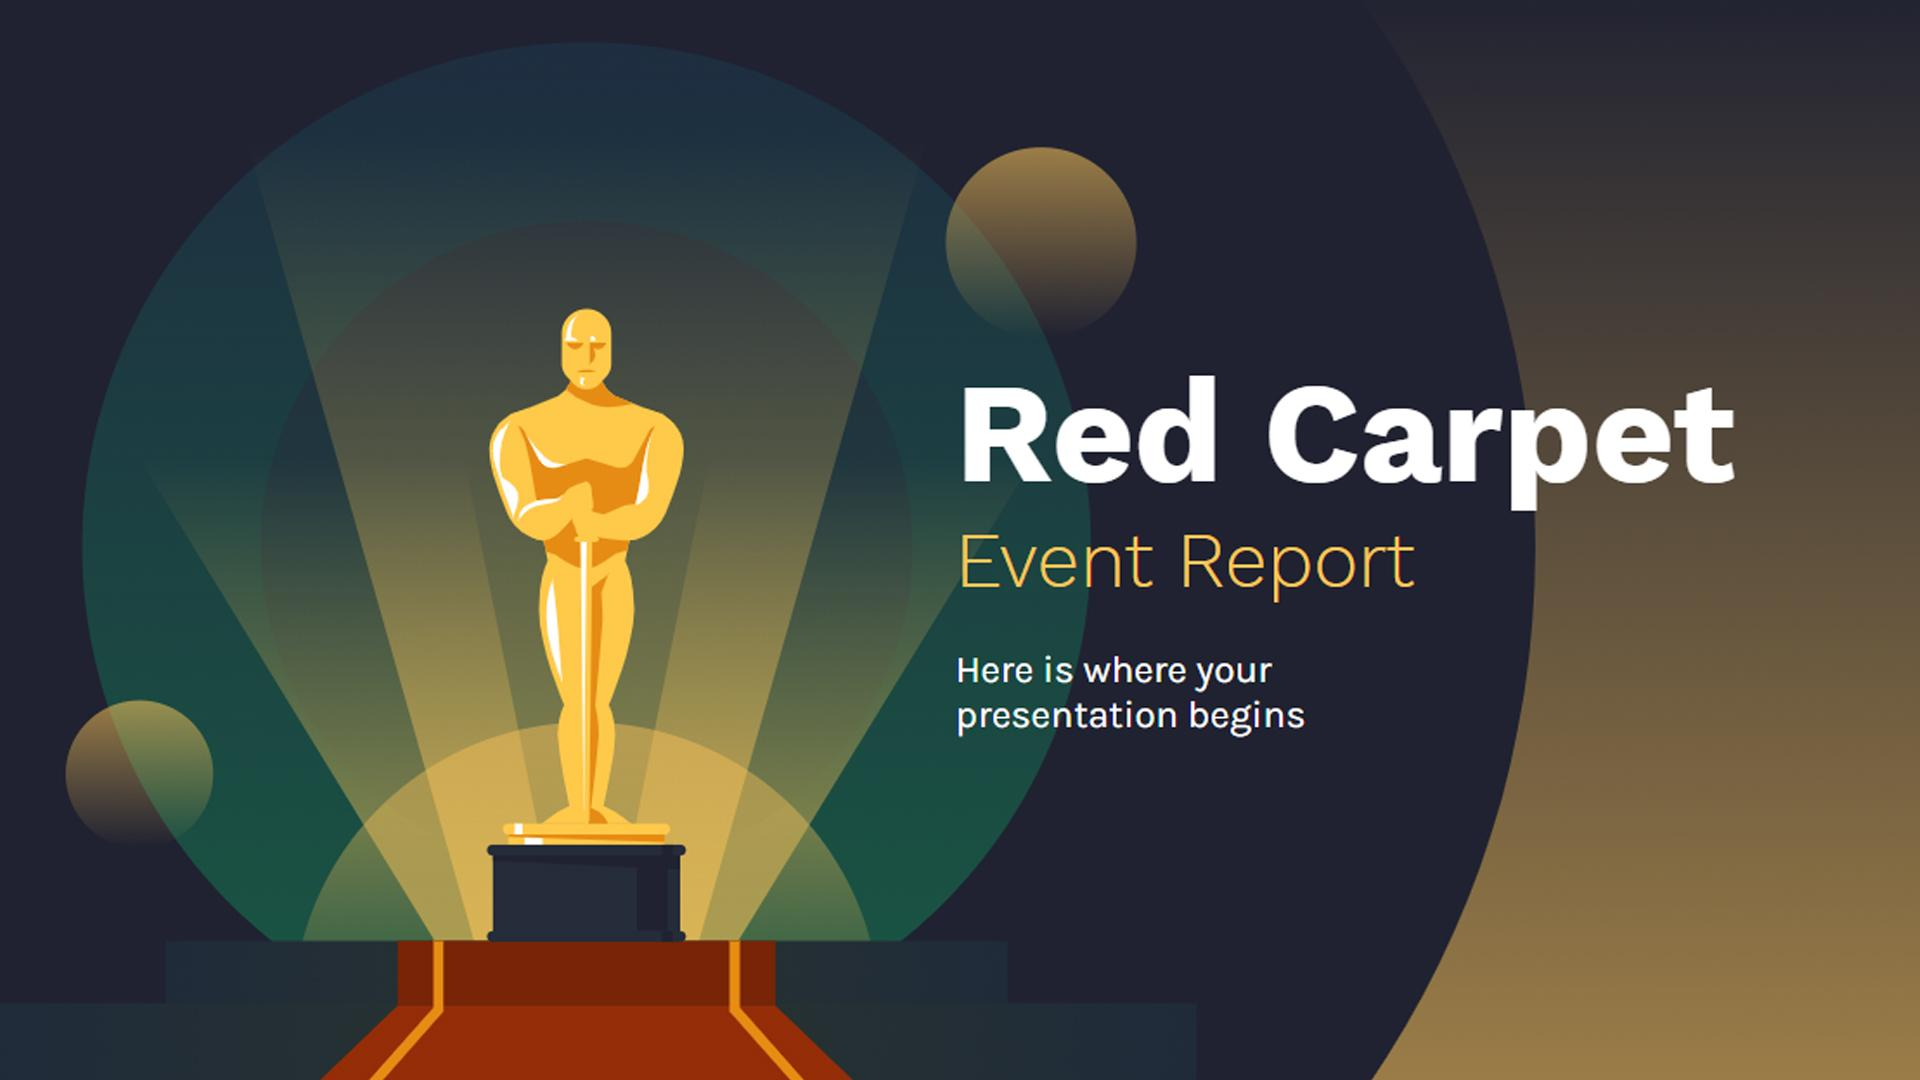 Red Carpet
Event Report
Here is where your
presentation begins